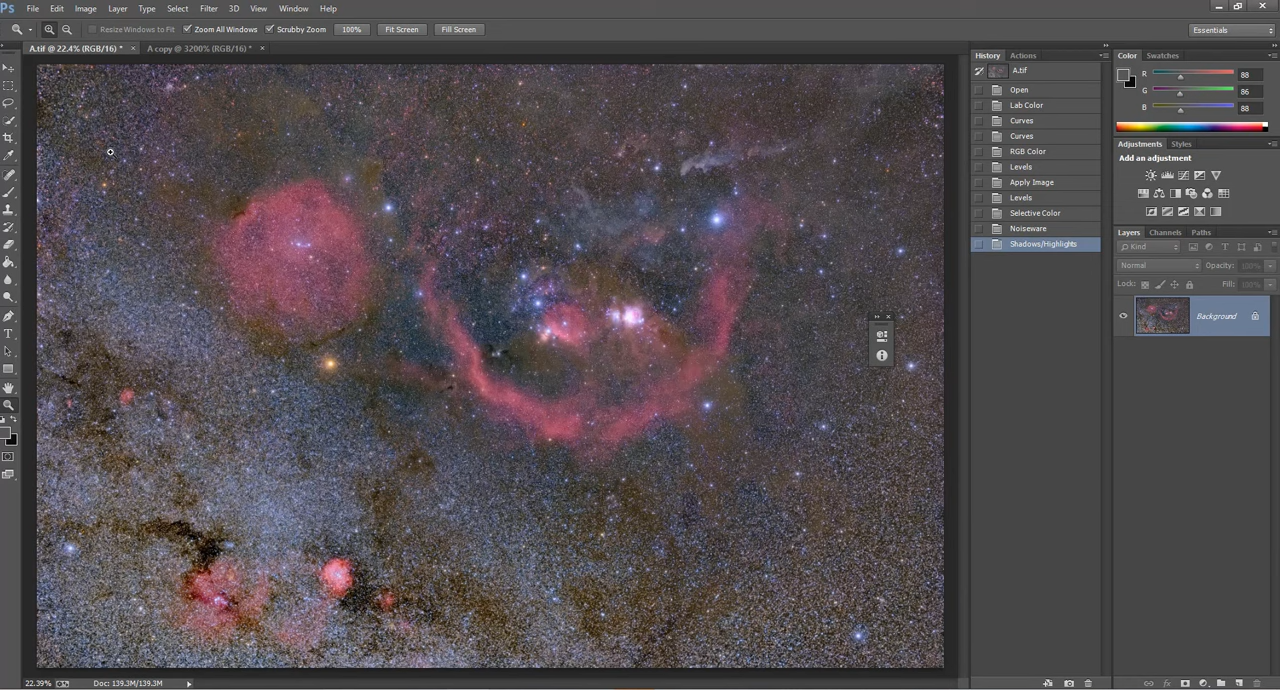 Ps File Edit Image Layer Type Select Filter 3D View Window Help
Resize Windows to Fit Zoom All Windows Scrubby Zoom 100% Fit Screen Fill Screen Essentials
A.tif @ 22.4% (RGB/16) * × A copy @ 3200% (RGB/16) * ×
History Actions
A.tif
Open
Lab Color
Curves
Curves
RGB Color
Levels
Apply Image
Levels
Selective Color
Noiseware
Shadows/Highlights
Color Swatches
R 88
G 86
B 88
Adjustments Styles
Add an adjustment
Layers Channels Paths
Kind
Normal Opacity: 100%
Lock: Fill: 100%
Background
22.39% Doc: 139.3M/139.3M